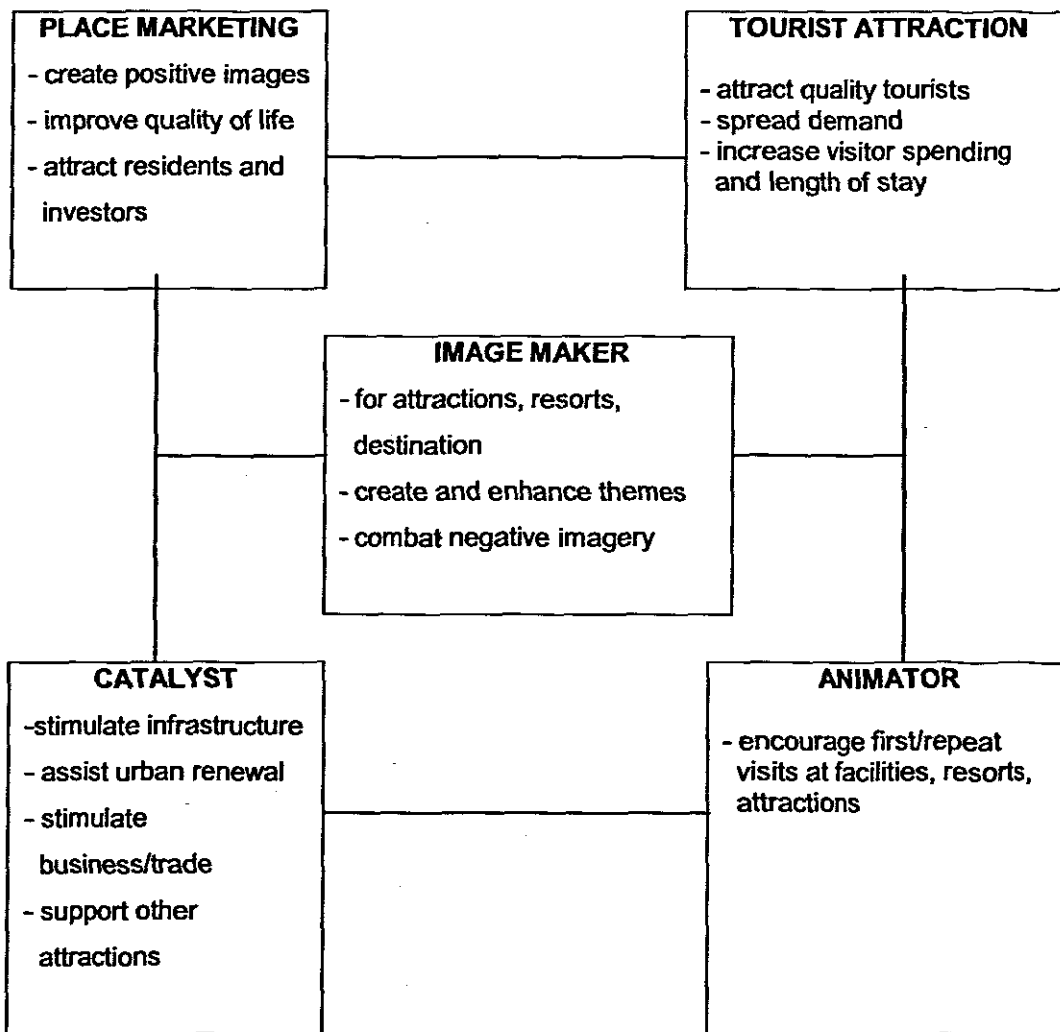 PLACE MARKETING
- create positive images
- improve quality of life
- attract residents and
investors
TOURIST ATTRACTION
- attract quality tourists
- spread demand
- increase visitor spending
and length of stay
IMAGE MAKER
- for attractions, resorts,
destination
- create and enhance themes
- combat negative imagery
CATALYST
-stimulate infrastructure
- assist urban renewal
- stimulate
business/trade
- support other
attractions
ANIMATOR
- encourage first/repeat
visits at facilities, resorts,
attractions